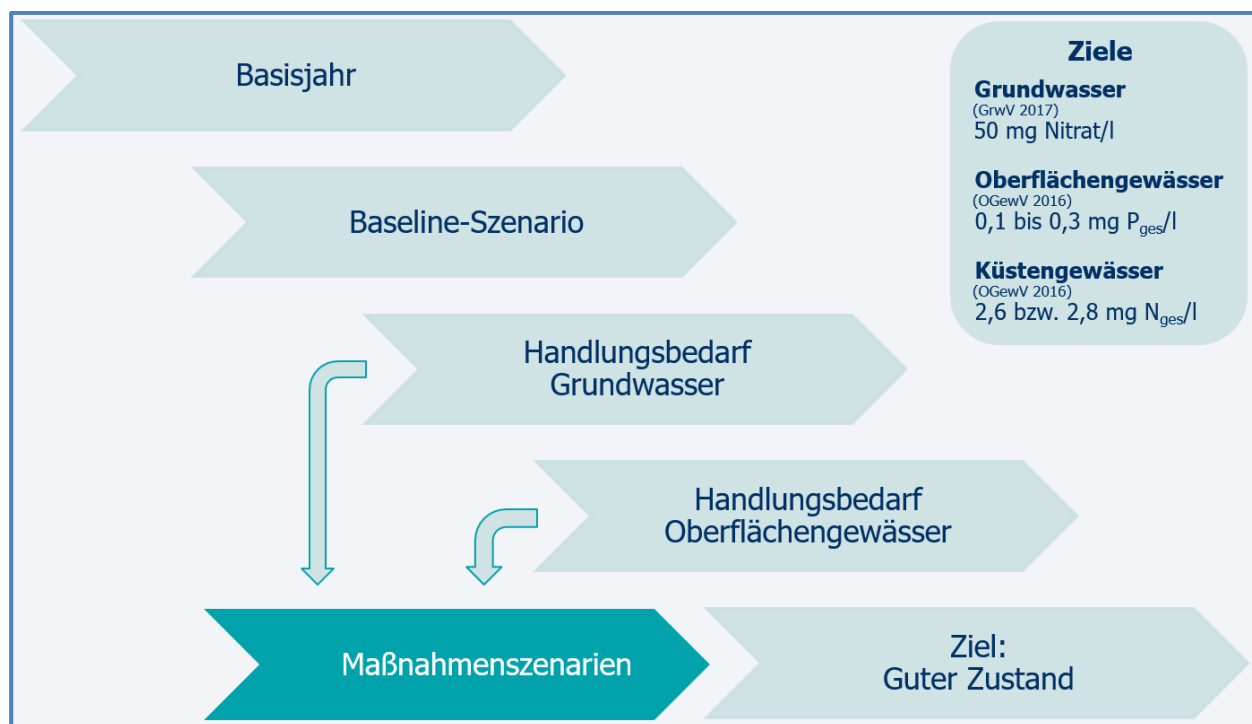 Basisjahr
Baseline-Szenario
Handlungsbedarf
Grundwasser
Handlungsbedarf
Oberflächengewässer
Maßnahmenszenarien
Ziel:
Guter Zustand
Ziele
Grundwasser
(GrwV 2017)
50 mg Nitrat/l
Oberflächengewässer
(OGewV 2016)
0,1 bis 0,3 mg Pges/l
Küstengewässer
(OGewV 2016)
2,6 bzw. 2,8 mg Nges/l